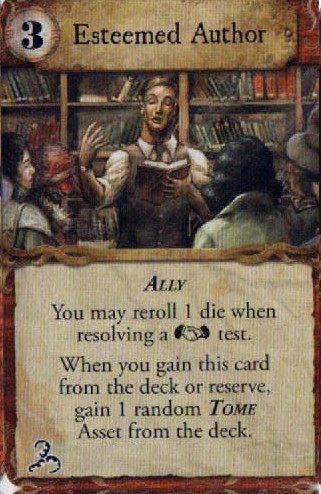 3
Esteemed Author
ALLY
You may reroll 1 die when
resolving a test.
When you gain this card
from the deck or reserve,
gain 1 random TOME
Asset from the deck.